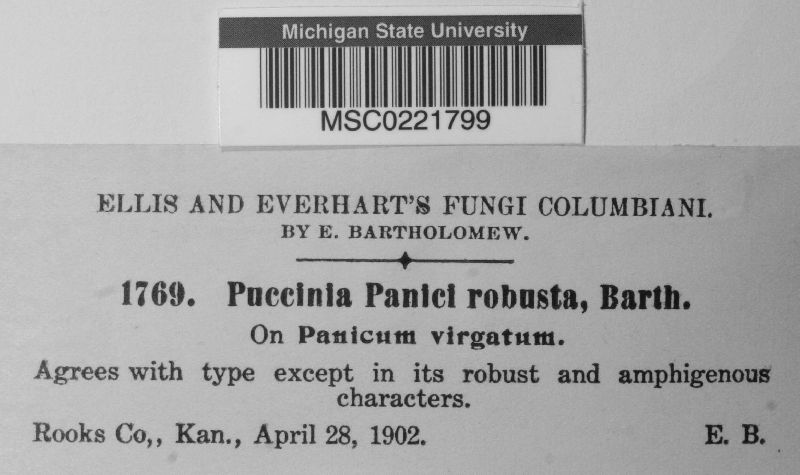 Michigan State University
MSC0221799
ELLIS AND EVERHART'S FUNGI COLUMBIANI.
BY E. BARTHOLOMEW.
1769. Puccinia Panici robusta, Barth.
On Panicum virgatum.
Agrees with type except in its robust and amphigenous
characters.
Rooks Co,, Kan., April 28, 1902. E. B.